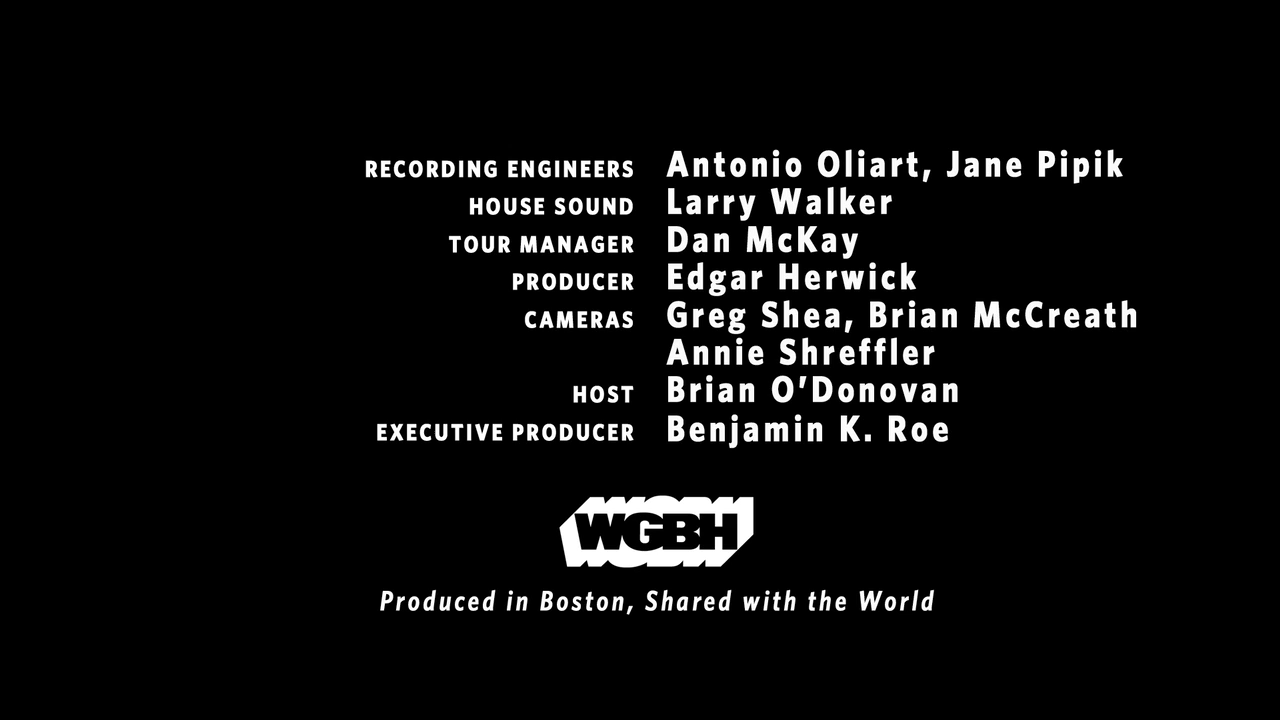 RECORDING ENGINEERS Antonio Oliart, Jane Pipik
HOUSE SOUND Larry Walker
TOUR MANAGER Dan McKay
PRODUCER Edgar Herwick
CAMERAS Greg Shea, Brian McCreath
Annie Shreffler
HOST Brian O’Donovan
EXECUTIVE PRODUCER Benjamin K. Roe
WGBH
Produced in Boston, Shared with the World